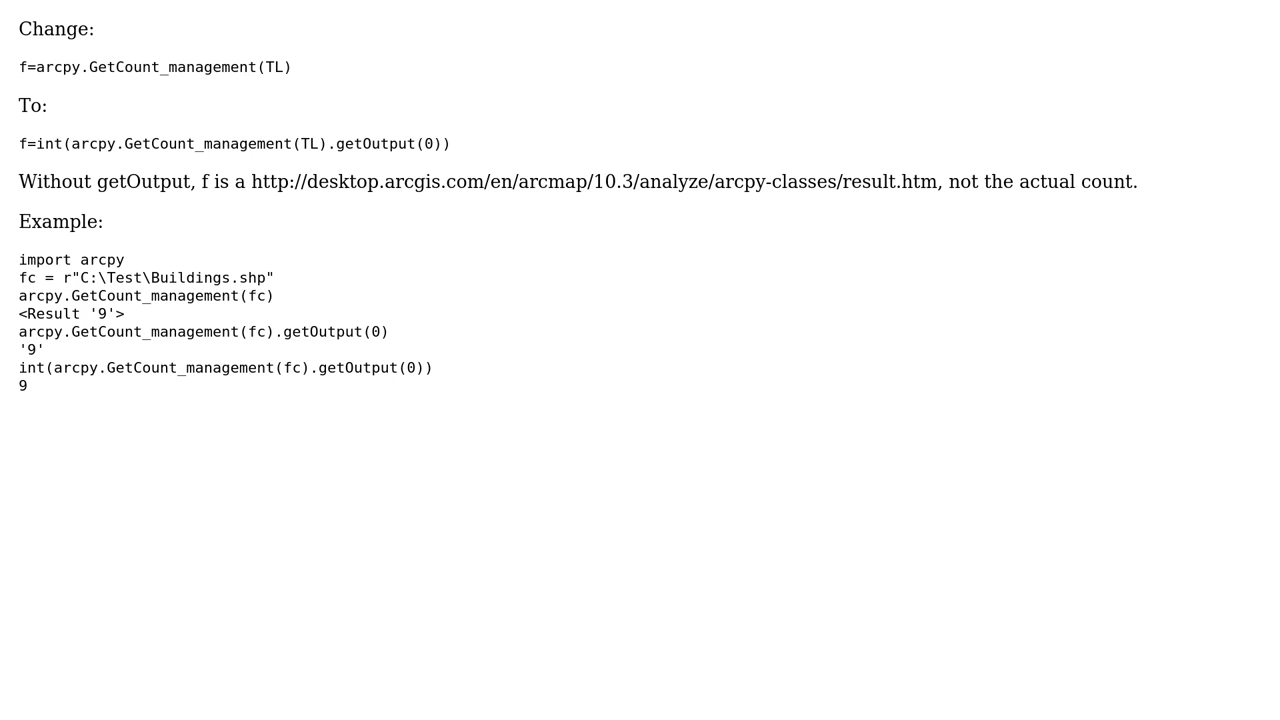 Change:
f=arcpy.GetCount_management(TL)
To:
f=int(arcpy.GetCount_management(TL).getOutput(0))
Without getOutput, f is a http://desktop.arcgis.com/en/arcmap/10.3/analyze/arcpy-classes/result.htm, not the actual count.
Example:
import arcpy
fc = r"C:\Test\Buildings.shp"
arcpy.GetCount_management(fc)
<Result '9'>
arcpy.GetCount_management(fc).getOutput(0)
'9'
int(arcpy.GetCount_management(fc).getOutput(0))
9